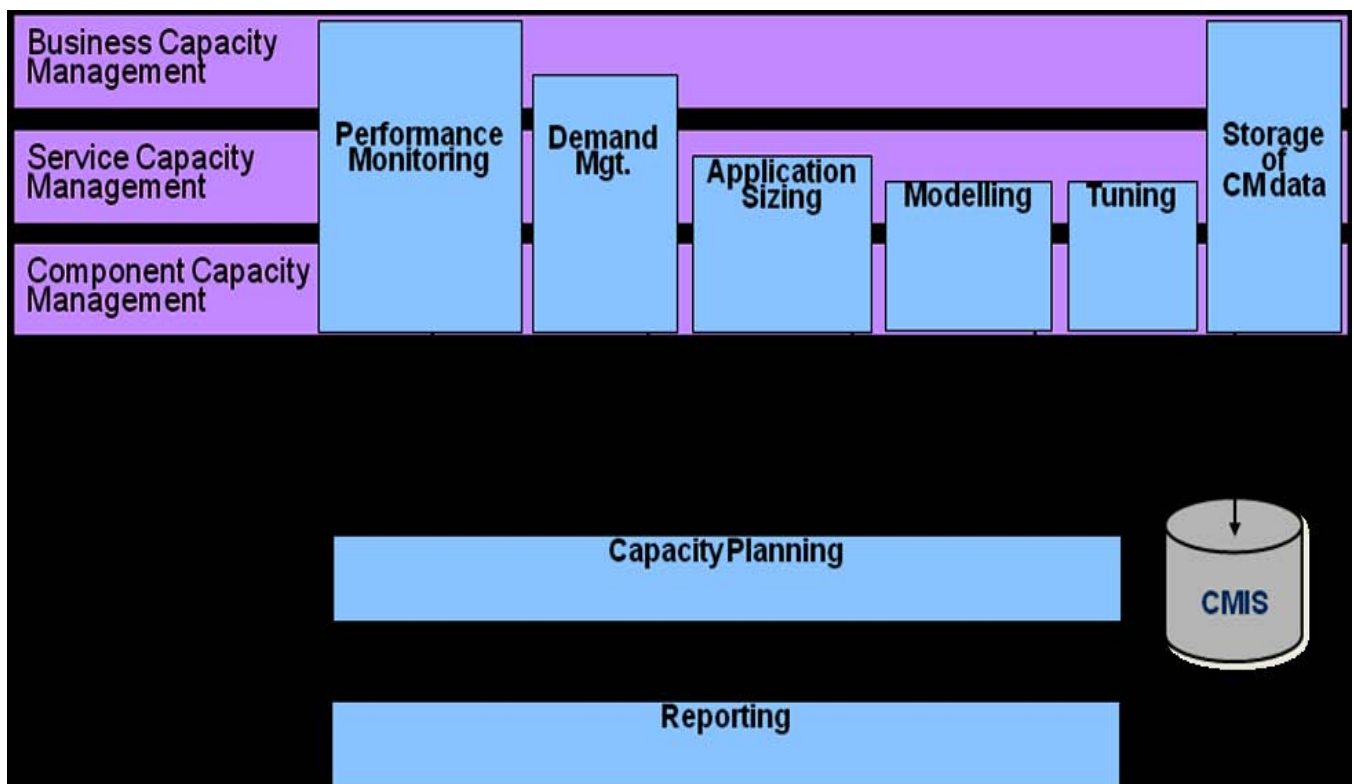 Business Capacity
Management
Performance
Monitoring
Demand
Mgt.
Storage
of
CM data
Service Capacity
Management
Application
Sizing
Modelling
Tuning
Component Capacity
Management
Capacity Planning
CMIS
Reporting